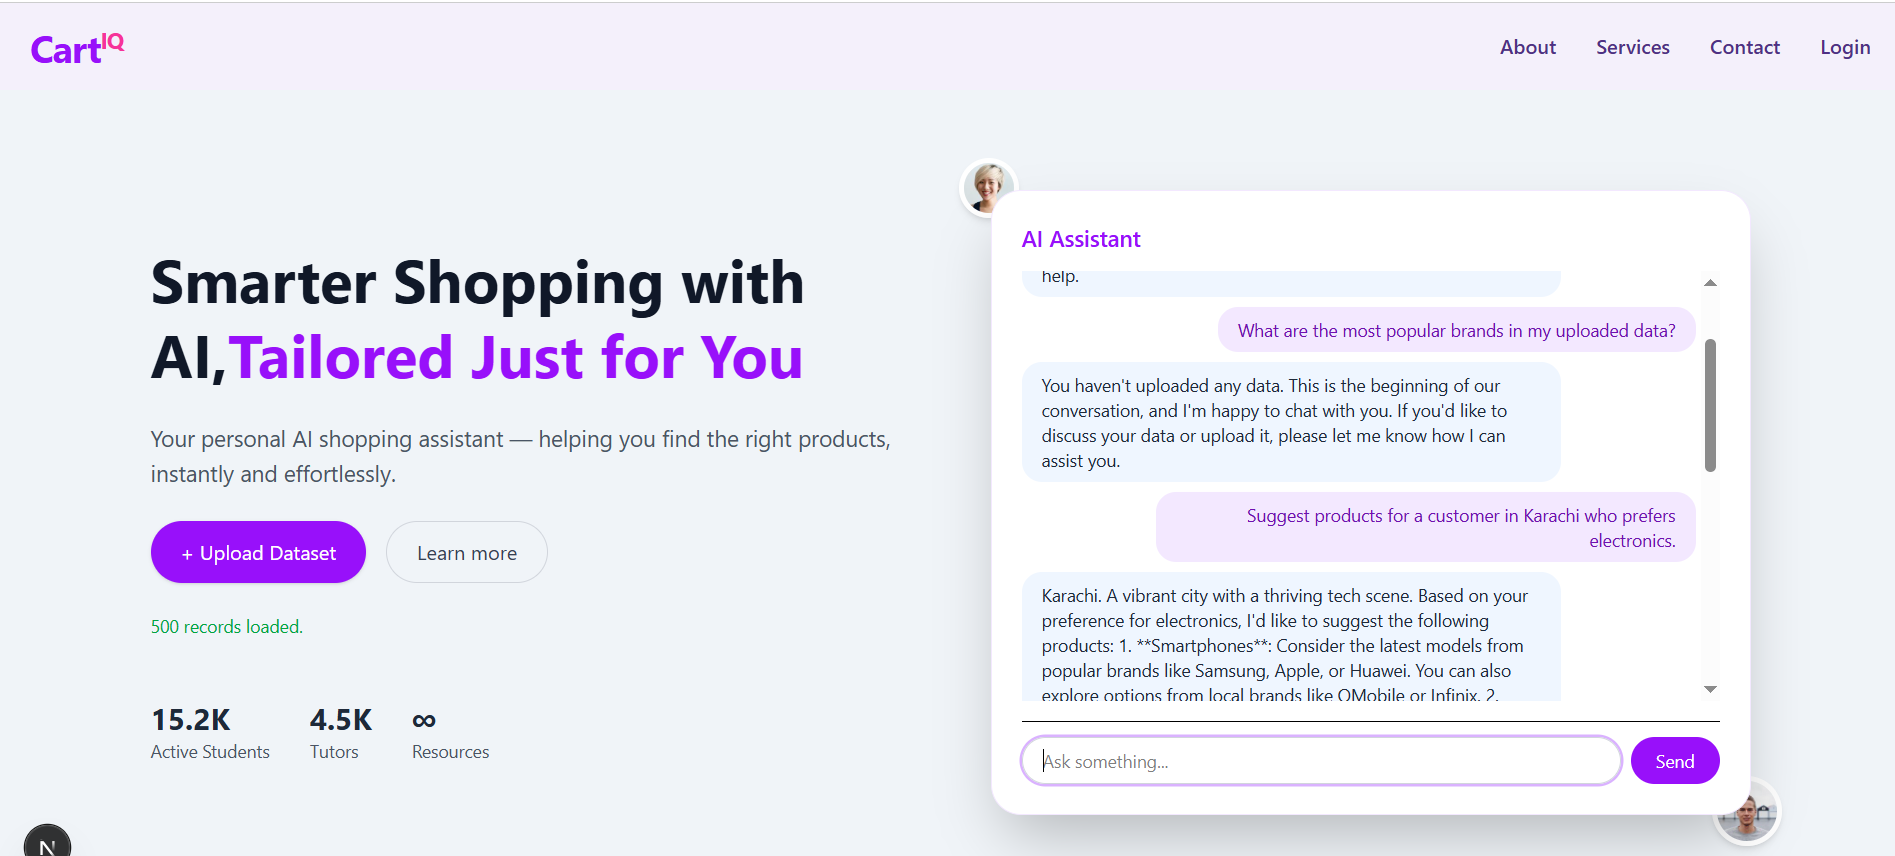 CartIQ
About Services Contact Login
Smarter Shopping with
AI,Tailored Just for You
Your personal AI shopping assistant — helping you find the right products,
instantly and effortlessly.
+ Upload Dataset
Learn more
500 records loaded.
15.2K
Active Students
4.5K
Tutors
∞
Resources
AI Assistant
help.
What are the most popular brands in my uploaded data?
You haven't uploaded any data. This is the beginning of our
conversation, and I'm happy to chat with you. If you'd like to
discuss your data or upload it, please let me know how I can
assist you.
Suggest products for a customer in Karachi who prefers
electronics.
Karachi. A vibrant city with a thriving tech scene. Based on your
preference for electronics, I'd like to suggest the following
products: 1. **Smartphones**: Consider the latest models from
popular brands like Samsung, Apple, or Huawei. You can also
explore options from local brands like QMobile or Infinix. 2.
Ask something...
Send
N